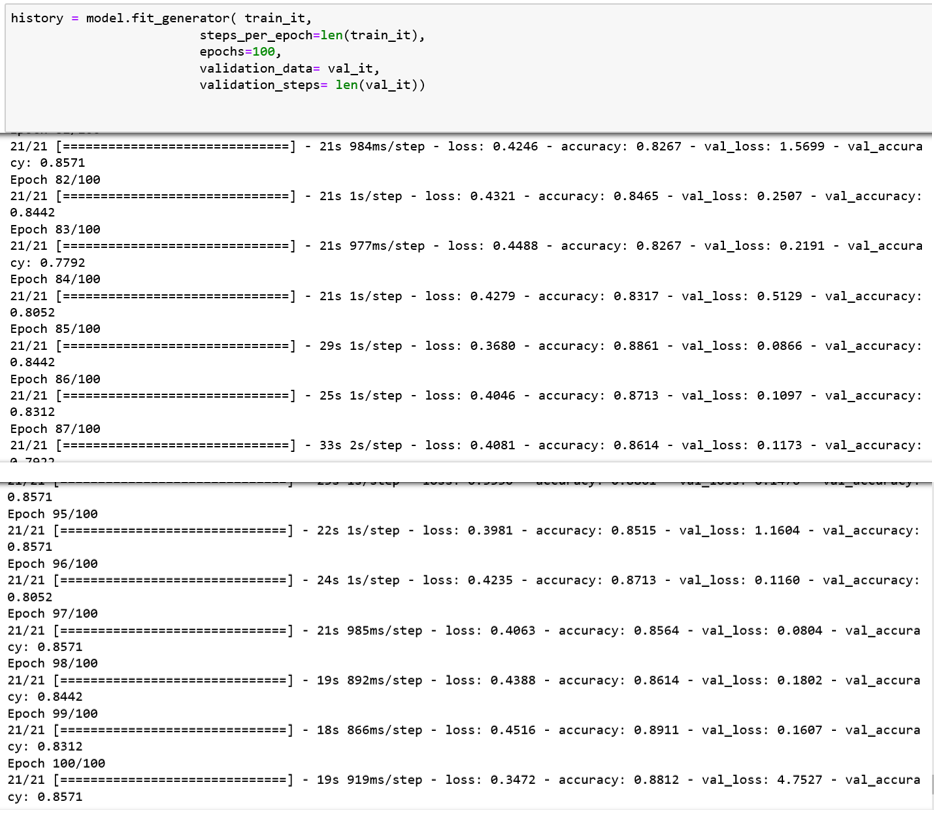 history = model.fit_generator( train_it,
steps_per_epoch=len(train_it),
epochs=100,
validation_data= val_it,
validation_steps= len(val_it))
21/21 [==============================] - 21s 984ms/step - loss: 0.4246 - accuracy: 0.8267 - val_loss: 1.5699 - val_accura
cy: 0.8571
Epoch 82/100
21/21 [==============================] - 21s 1s/step - loss: 0.4321 - accuracy: 0.8465 - val_loss: 0.2507 - val_accuracy:
0.8442
Epoch 83/100
21/21 [==============================] - 21s 977ms/step - loss: 0.4488 - accuracy: 0.8267 - val_loss: 0.2191 - val_accura
cy: 0.7792
Epoch 84/100
21/21 [==============================] - 21s 1s/step - loss: 0.4279 - accuracy: 0.8317 - val_loss: 0.5129 - val_accuracy:
0.8052
Epoch 85/100
21/21 [==============================] - 29s 1s/step - loss: 0.3680 - accuracy: 0.8861 - val_loss: 0.0866 - val_accuracy:
0.8442
Epoch 86/100
21/21 [==============================] - 25s 1s/step - loss: 0.4046 - accuracy: 0.8713 - val_loss: 0.1097 - val_accuracy:
0.8312
Epoch 87/100
21/21 [==============================] - 33s 2s/step - loss: 0.4081 - accuracy: 0.8614 - val_loss: 0.1173 - val_accuracy:
0.8571
Epoch 95/100
21/21 [==============================] - 22s 1s/step - loss: 0.3981 - accuracy: 0.8515 - val_loss: 1.1604 - val_accuracy:
0.8571
Epoch 96/100
21/21 [==============================] - 24s 1s/step - loss: 0.4235 - accuracy: 0.8713 - val_loss: 0.1160 - val_accuracy:
0.8052
Epoch 97/100
21/21 [==============================] - 21s 985ms/step - loss: 0.4063 - accuracy: 0.8564 - val_loss: 0.0804 - val_accura
cy: 0.8571
Epoch 98/100
21/21 [==============================] - 19s 892ms/step - loss: 0.4388 - accuracy: 0.8614 - val_loss: 0.1802 - val_accura
cy: 0.8442
Epoch 99/100
21/21 [==============================] - 18s 866ms/step - loss: 0.4516 - accuracy: 0.8911 - val_loss: 0.1607 - val_accura
cy: 0.8312
Epoch 100/100
21/21 [==============================] - 19s 919ms/step - loss: 0.3472 - accuracy: 0.8812 - val_loss: 4.7527 - val_accura
cy: 0.8571